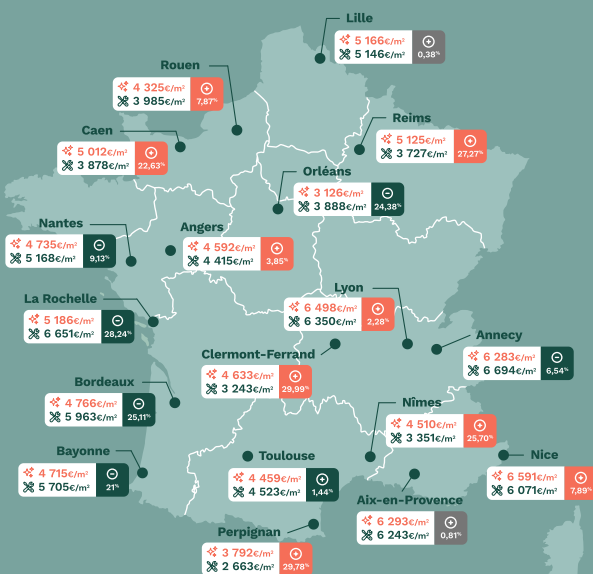 Lille
5 166€/m²
5 146€/m²
0,38%
Rouen
4 325€/m²
3 985€/m²
7,87%
Caen
5 012€/m²
3 878€/m²
22,63%
Reims
5 125€/m²
3 727€/m²
27,27%
Orléans
3 126€/m²
3 888€/m²
24,38%
Nantes
4 735€/m²
5 168€/m²
9,13%
Angers
4 592€/m²
4 415€/m²
3,85%
La Rochelle
5 186€/m²
6 651€/m²
28,24%
Lyon
6 498€/m²
6 350€/m²
2,28%
Annecy
6 283€/m²
6 694€/m²
6,54%
Clermont-Ferrand
4 633€/m²
3 243€/m²
29,99%
Bordeaux
4 766€/m²
5 963€/m²
25,11%
Nîmes
4 510€/m²
3 351€/m²
25,70%
Bayonne
4 715€/m²
5 705€/m²
21%
Toulouse
4 459€/m²
4 523€/m²
1,44%
Nice
6 591€/m²
6 071€/m²
7,89%
Aix-en-Provence
6 293€/m²
6 243€/m²
0,81%
Perpignan
3 792€/m²
2 663€/m²
29,78%